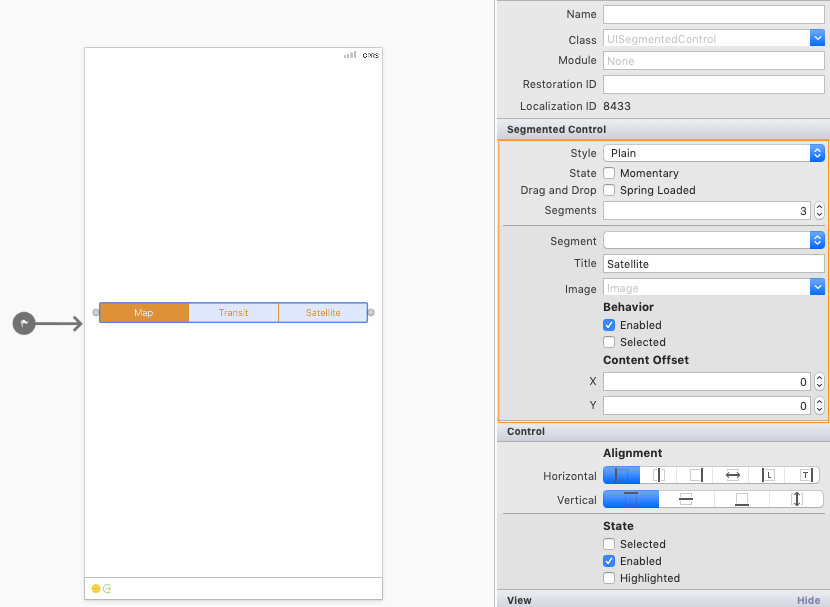 GPRS
Map Transit Satellite
Name
Class UISegmentedControl
Module None
Restoration ID
Localization ID 8433
Segmented Control
Style Plain
State Momentary
Drag and Drop Spring Loaded
Segments 3
Segment
Title Satellite
Image Image
Behavior
Enabled
Selected
Content Offset
X 0
Y 0
Control
Alignment
Horizontal L T
Vertical
State
Selected
Enabled
Highlighted
View Hide